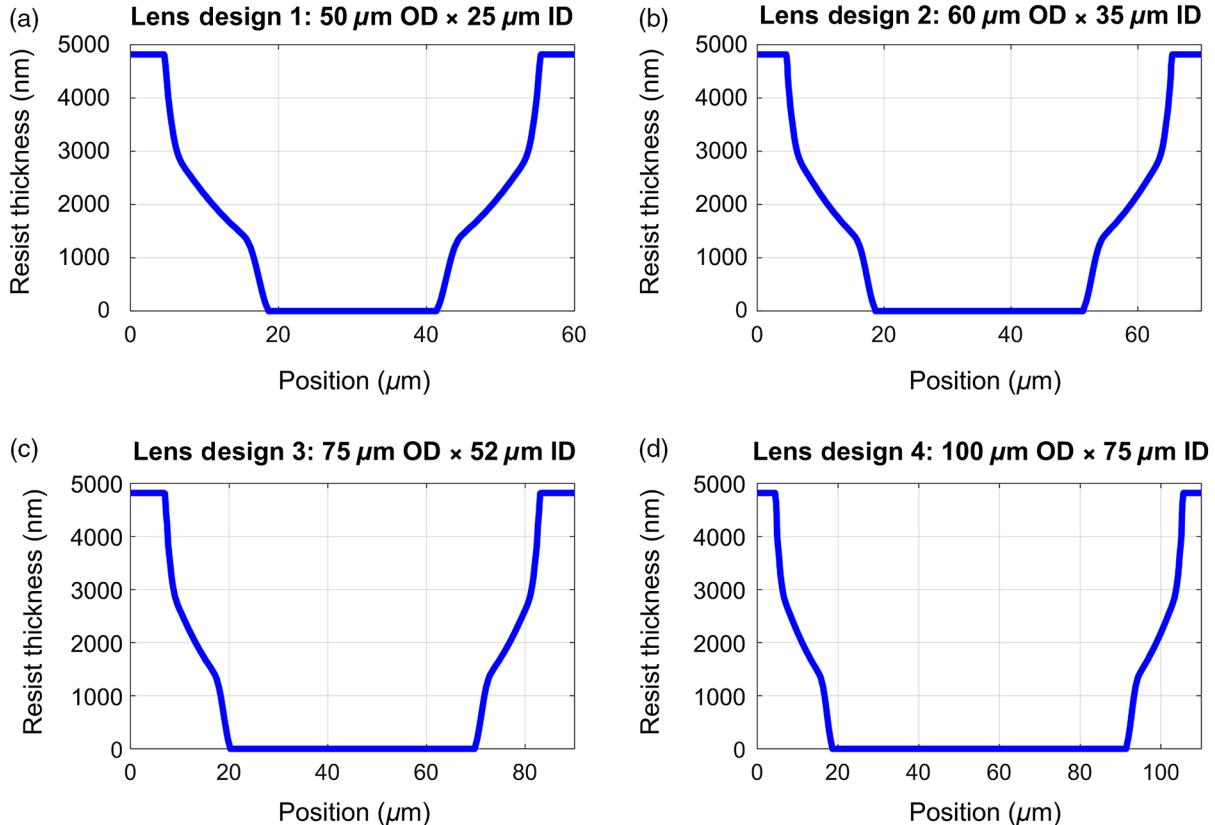 (a) Lens design 1: 50 µm OD × 25 µm ID
Resist thickness (nm)
5000
4000
3000
2000
1000
0
0 20 40 60
Position (µm)
(b) Lens design 2: 60 µm OD × 35 µm ID
Resist thickness (nm)
5000
4000
3000
2000
1000
0
0 20 40 60
Position (µm)
(c) Lens design 3: 75 µm OD × 52 µm ID
Resist thickness (nm)
5000
4000
3000
2000
1000
0
0 20 40 60 80
Position (µm)
(d) Lens design 4: 100 µm OD × 75 µm ID
Resist thickness (nm)
5000
4000
3000
2000
1000
0
0 20 40 60 80 100
Position (µm)